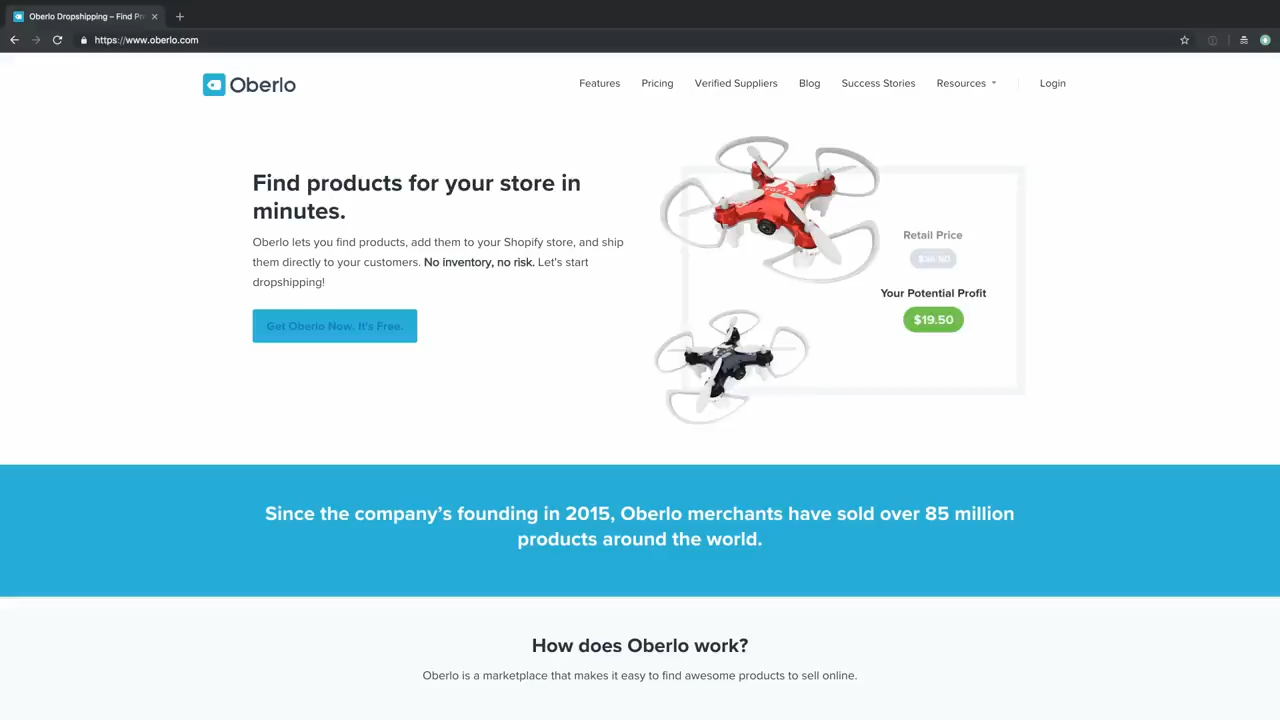 Oberlo Dropshipping – Find Pr
https://www.oberlo.com
Oberlo
Features
Pricing
Verified Suppliers
Blog
Success Stories
Resources
Login
Find products for your store in
minutes.
Oberlo lets you find products, add them to your Shopify store, and ship
them directly to your customers. No inventory, no risk. Let's start
dropshipping!
Get Oberlo Now. It's Free.
Retail Price
Your Potential Profit
$19.50
Since the company’s founding in 2015, Oberlo merchants have sold over 85 million
products around the world.
How does Oberlo work?
Oberlo is a marketplace that makes it easy to find awesome products to sell online.